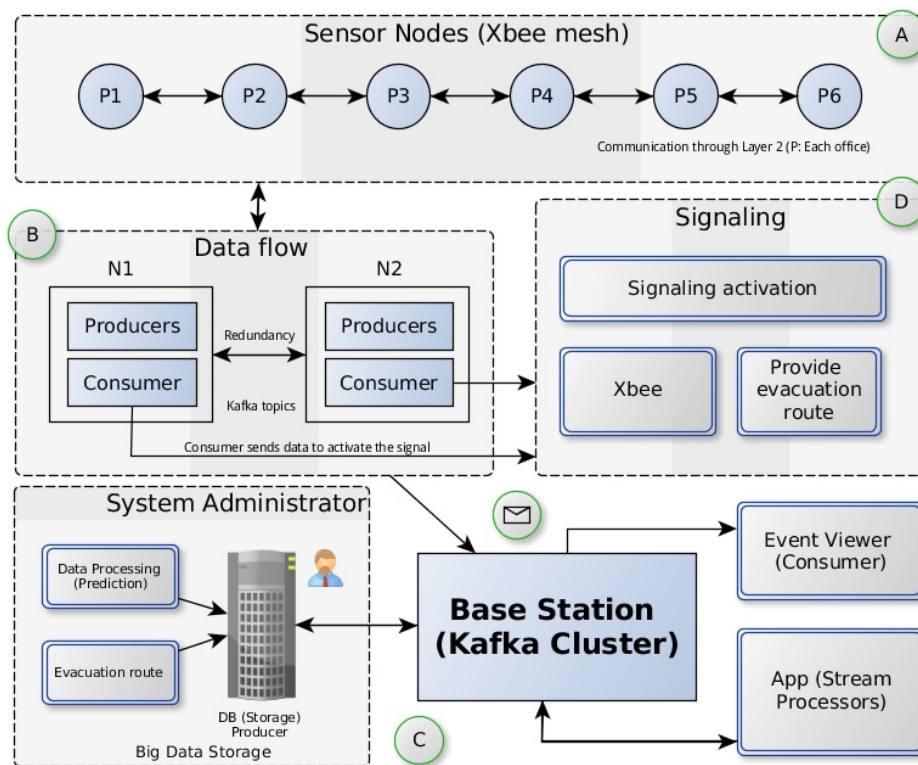 Sensor Nodes (Xbee mesh)
A
P1
P2
P3
P4
P5
P6
Communication through Layer 2 (P: Each office)
B
Data flow
N1
N2
Producers
Consumer
Redundancy
Kafka topics
Producers
Consumer
Consumer sends data to activate the signal
D
Signaling
Signaling activation
Xbee
Provide
evacuation
route
System Administrator
Data Processing
(Prediction)
Evacuation route
DB (Storage)
Producer
Big Data Storage
C
Base Station
(Kafka Cluster)
Event Viewer
(Consumer)
App (Stream
Processors)